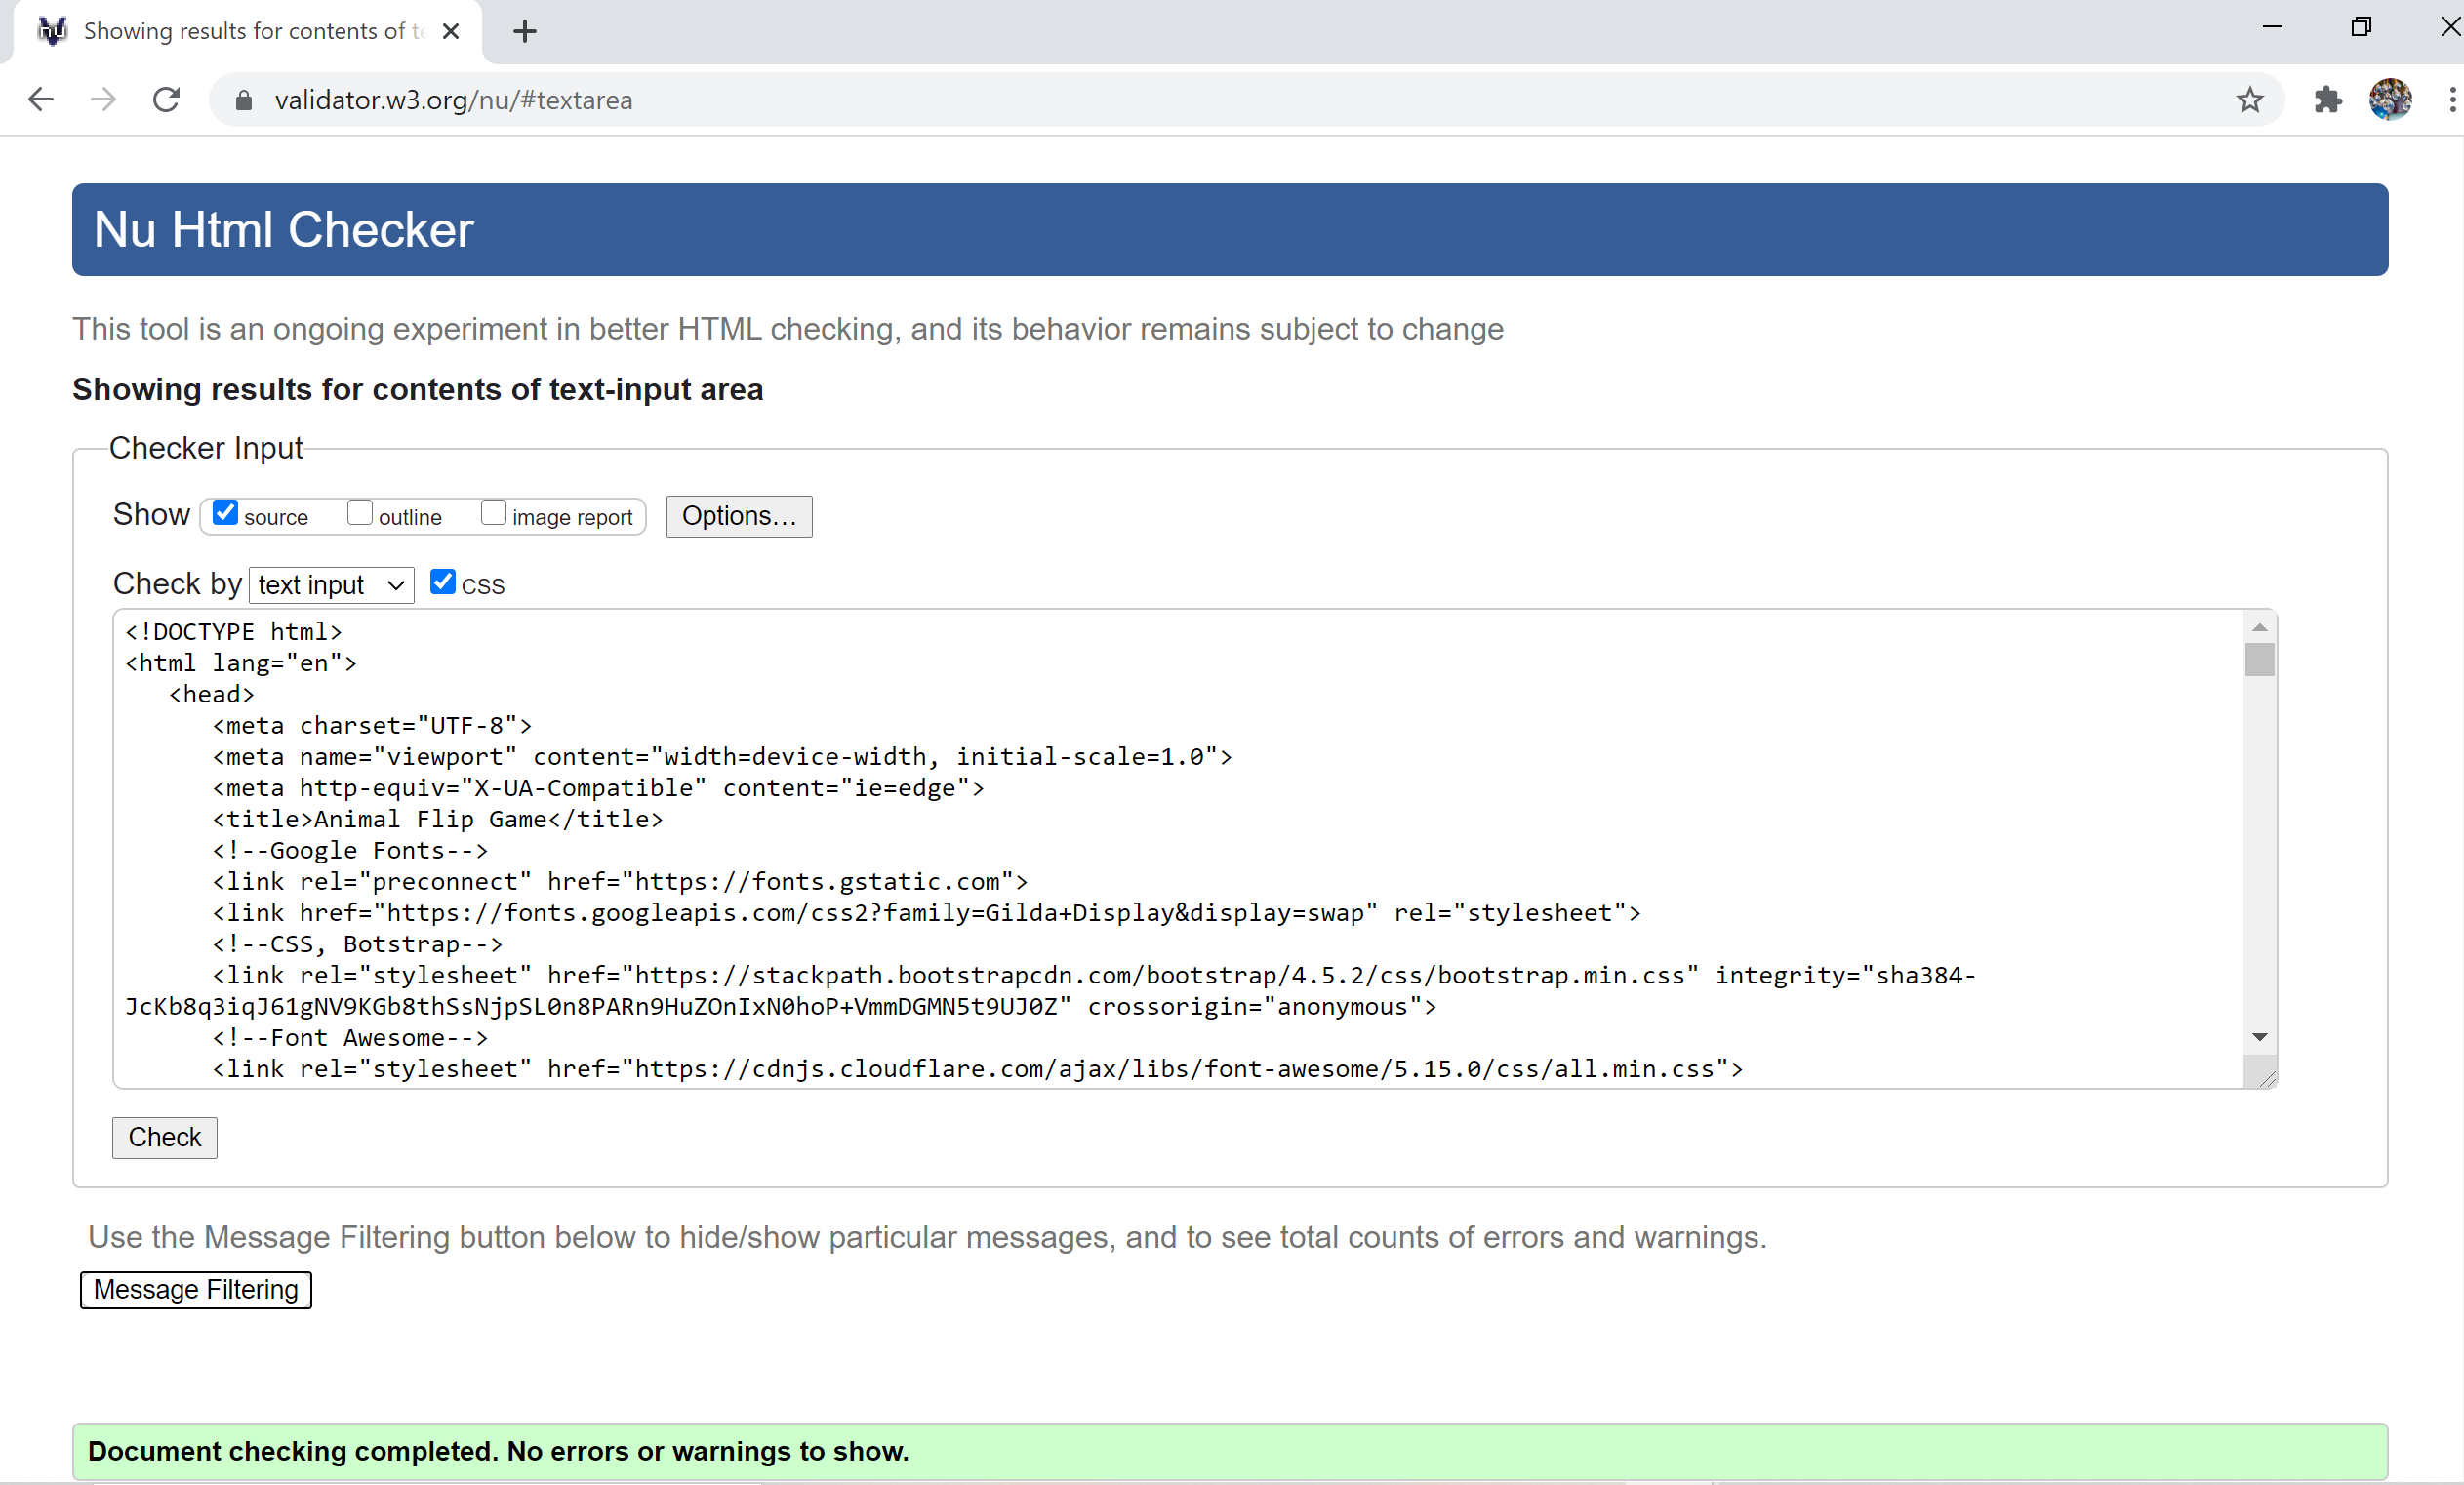 Showing results for contents of t
validator.w3.org/nu/#textarea
Nu Html Checker
This tool is an ongoing experiment in better HTML checking, and its behavior remains subject to change
Showing results for contents of text-input area
Checker Input
Show source outline image report Options...
Check by text input CSS
<!DOCTYPE html>
<html lang="en">
<head>
<meta charset="UTF-8">
<meta name="viewport" content="width=device-width, initial-scale=1.0">
<meta http-equiv="X-UA-Compatible" content="ie=edge">
<title>Animal Flip Game</title>
<!--Google Fonts-->
<link rel="preconnect" href="https://fonts.gstatic.com">
<link href="https://fonts.googleapis.com/css2?family=Gilda+Display&display=swap" rel="stylesheet">
<!--CSS, Botstrap-->
<link rel="stylesheet" href="https://stackpath.bootstrapcdn.com/bootstrap/4.5.2/css/bootstrap.min.css" integrity="sha384-
JcKb8q3iqJ61gNV9KGb8thSsNjpSL0n8PARn9HuZOnIxN0hoP+VmmDGMN5t9UJ0Z" crossorigin="anonymous">
<!--Font Awesome-->
<link rel="stylesheet" href="https://cdnjs.cloudflare.com/ajax/libs/font-awesome/5.15.0/css/all.min.css">
Check
Use the Message Filtering button below to hide/show particular messages, and to see total counts of errors and warnings.
Message Filtering
Document checking completed. No errors or warnings to show.